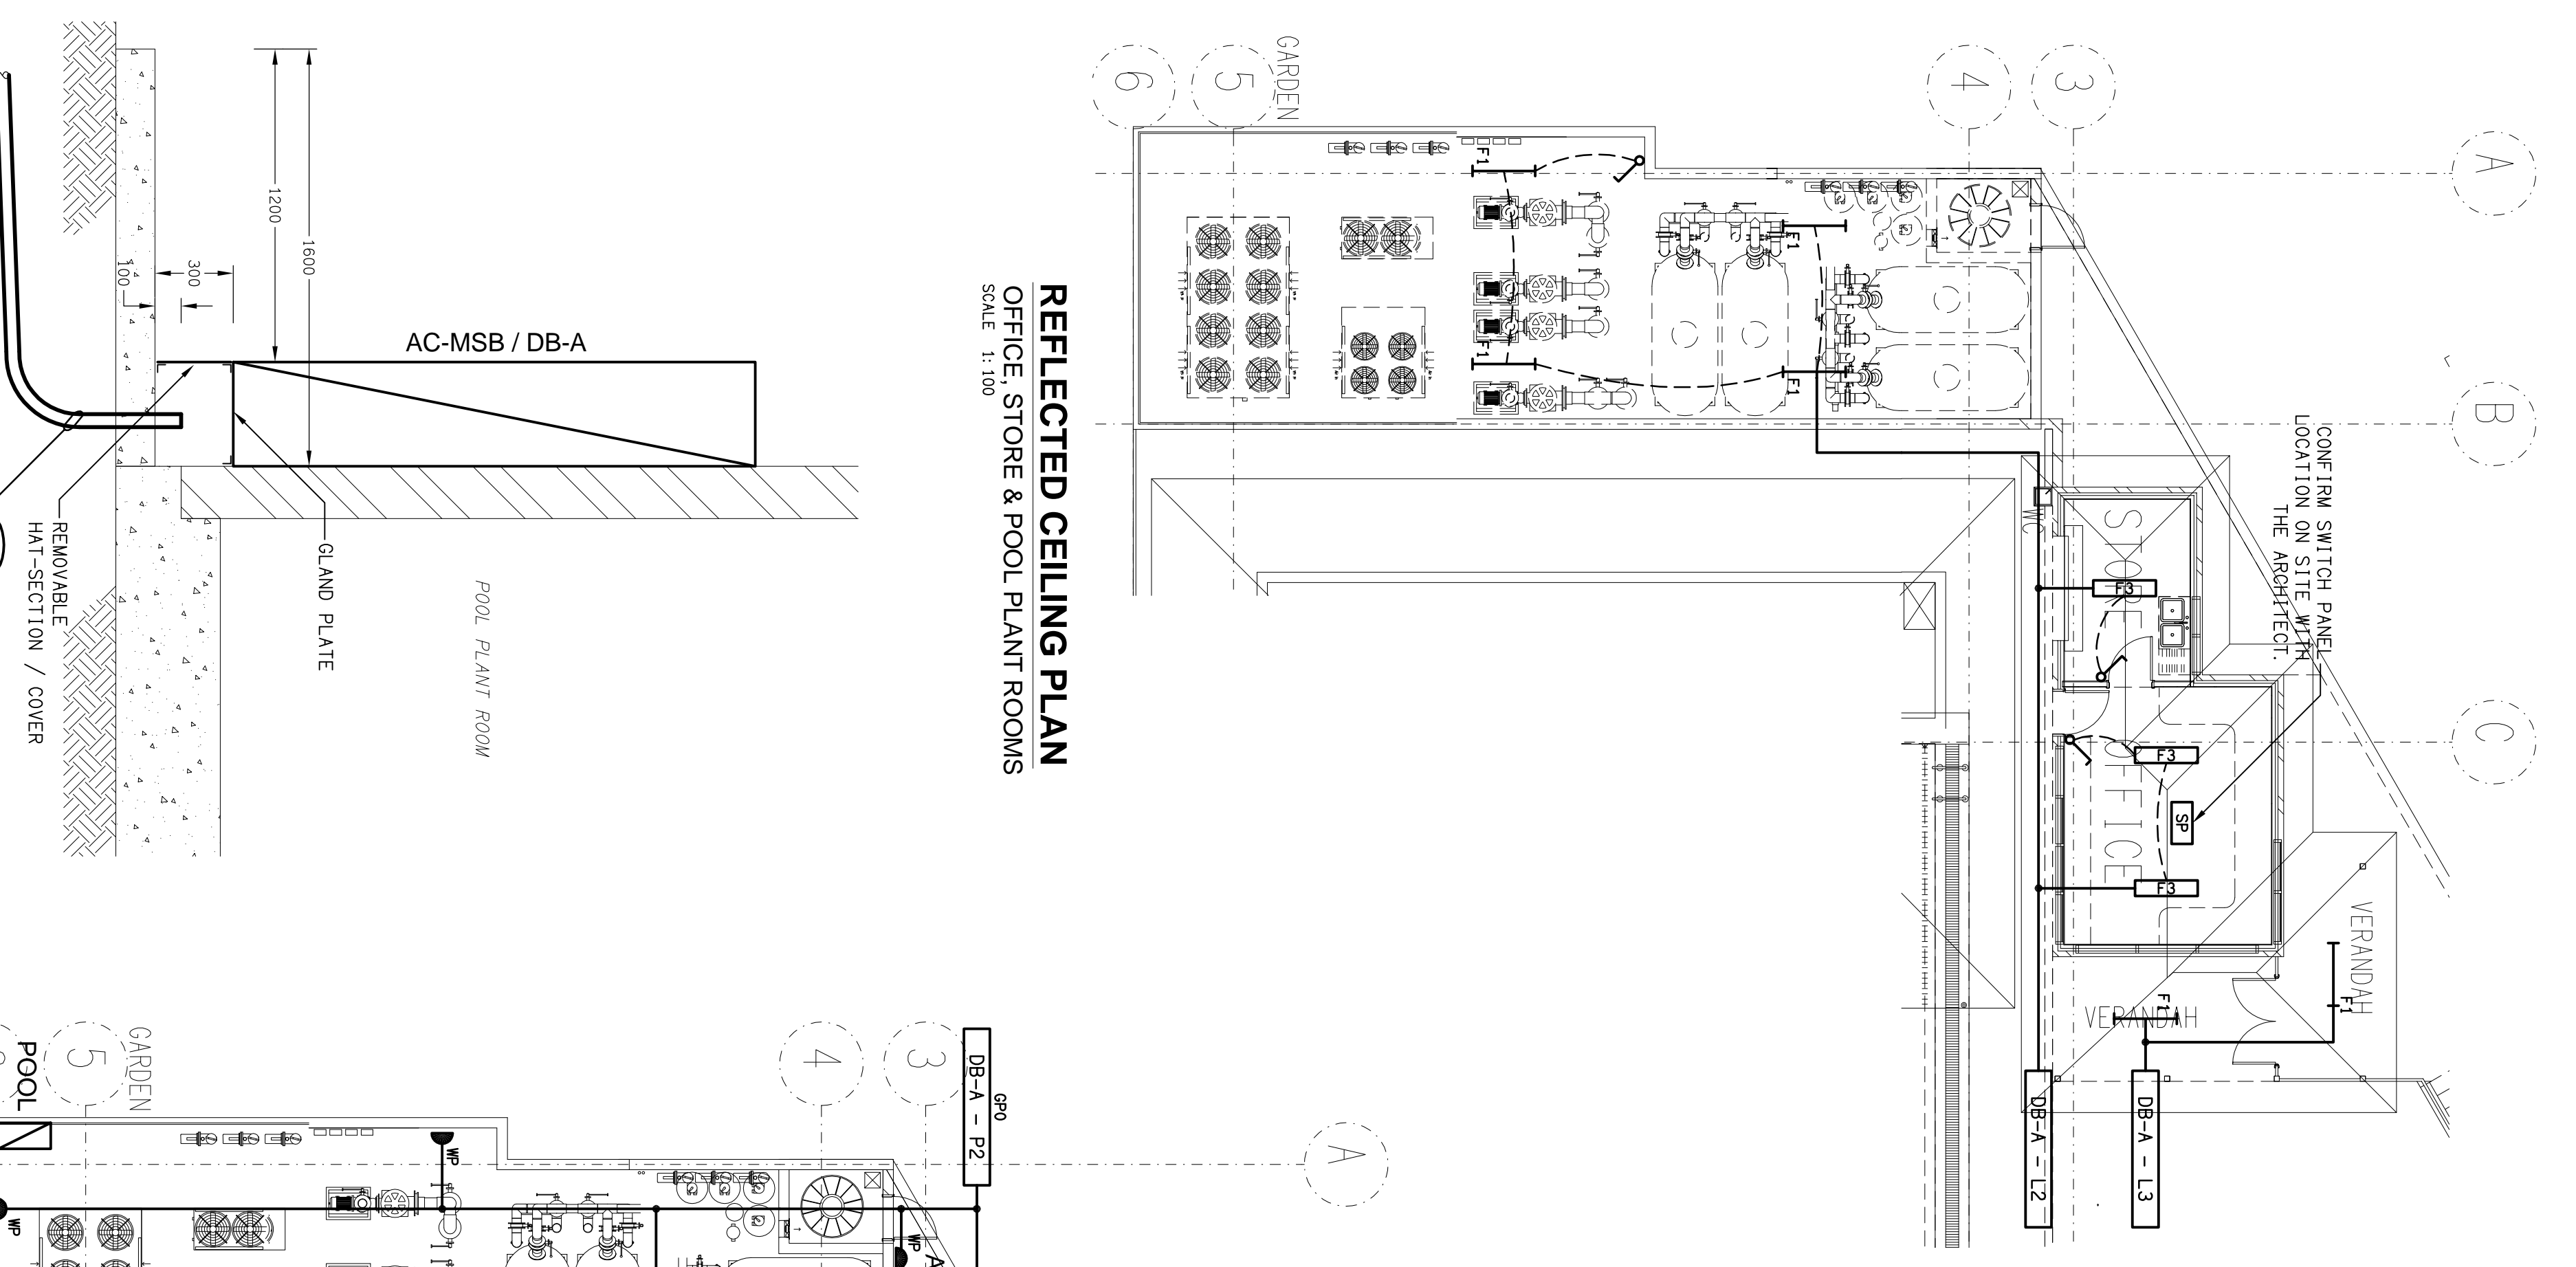 A
B
C
3
4
5
6
GARDEN
F1
F1
F1
F1
CONFIRM SWITCH PANEL
LOCATION ON SITE WITH
THE ARCHITECT.
WC
STORE
F3
OFFICE
F3
SP
F3
VERANDAH
F1
VERANDAH
F1
DB-A - L2
DB-A - L3
REFLECTED CEILING PLAN
OFFICE, STORE & POOL PLANT ROOMS
SCALE 1:100
1200
1600
300
100
AC-MSB / DB-A
GLAND PLATE
REMOVABLE
HAT-SECTION / COVER
POOL PLANT ROOM
A
3
4
5
GARDEN
POOL
GPO
DB-A - P2
WP
WP
WP
A